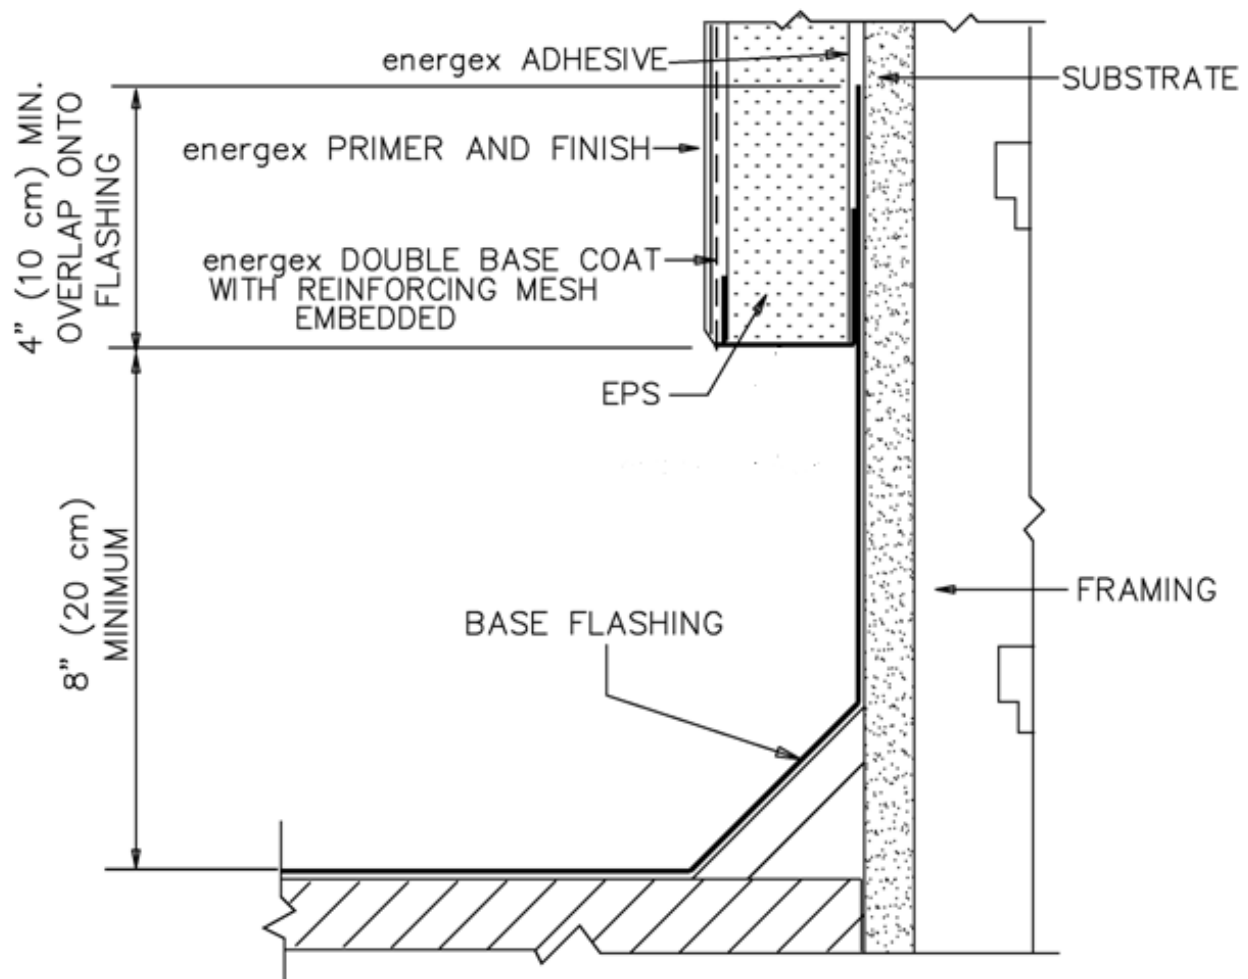 energex ADHESIVE
SUBSTRATE
4" (10 cm) MIN.
OVERLAP ONTO
FLASHING
energex PRIMER AND FINISH
energex DOUBLE BASE COAT
WITH REINFORCING MESH
EMBEDDED
EPS
8" (20 cm)
MINIMUM
FRAMING
BASE FLASHING